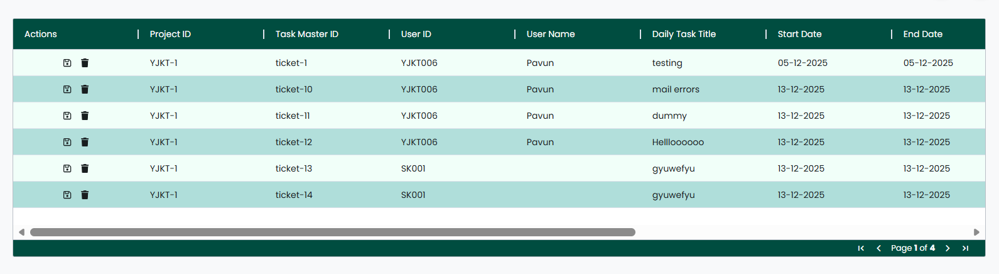 Actions Project ID Task Master ID User ID User Name Daily Task Title Start Date End Date
YJKT-1 ticket-1 YJKT006 Pavun testing 05-12-2025 05-12-2025
YJKT-1 ticket-10 YJKT006 Pavun mail errors 13-12-2025 13-12-2025
YJKT-1 ticket-11 YJKT006 Pavun dummy 13-12-2025 13-12-2025
YJKT-1 ticket-12 YJKT006 Pavun Hellloooooo 13-12-2025 13-12-2025
YJKT-1 ticket-13 SK001 gyuwefyu 13-12-2025 13-12-2025
YJKT-1 ticket-14 SK001 gyuwefyu 13-12-2025 13-12-2025
Page 1 of 4